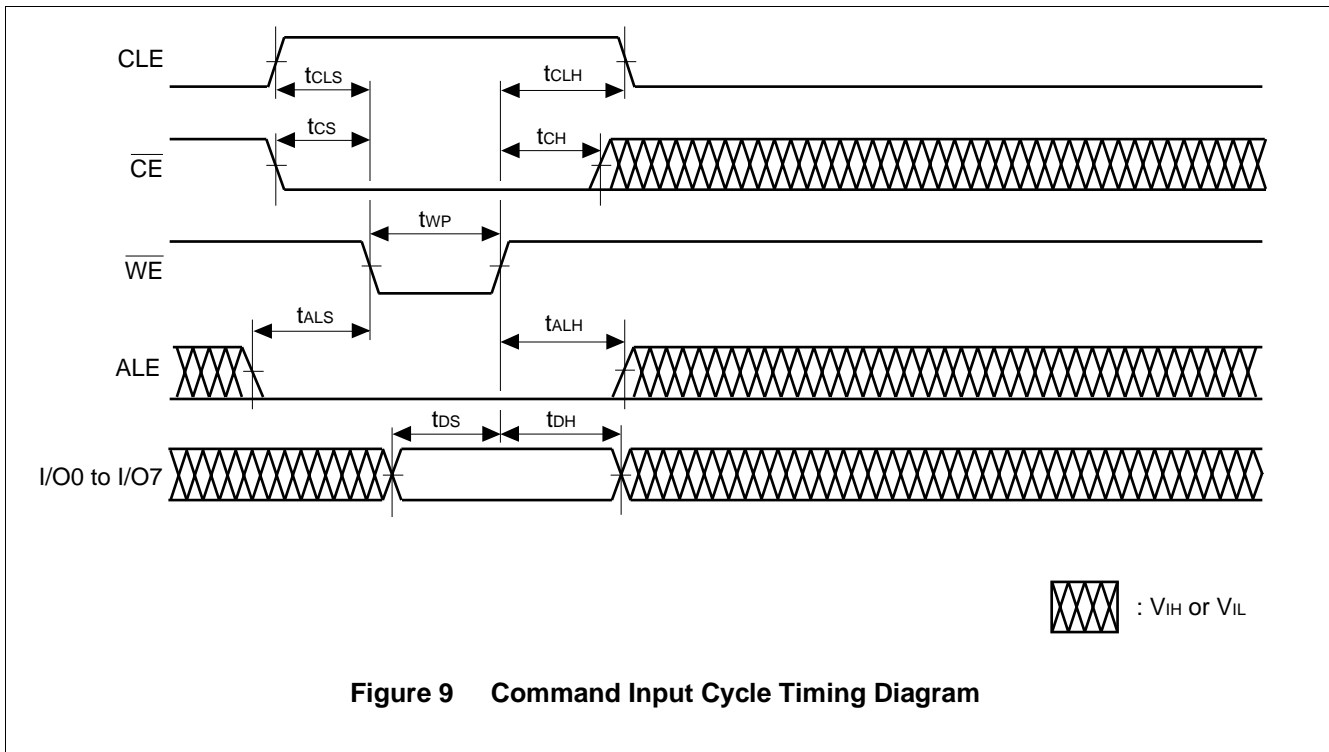 CLE
tCLS
tCLH
CE
tCS
tCH
WE
tWP
ALE
tALS
tALH
I/O0 to I/O7
tDS
tDH
: VIH or VIL
Figure 9 Command Input Cycle Timing Diagram